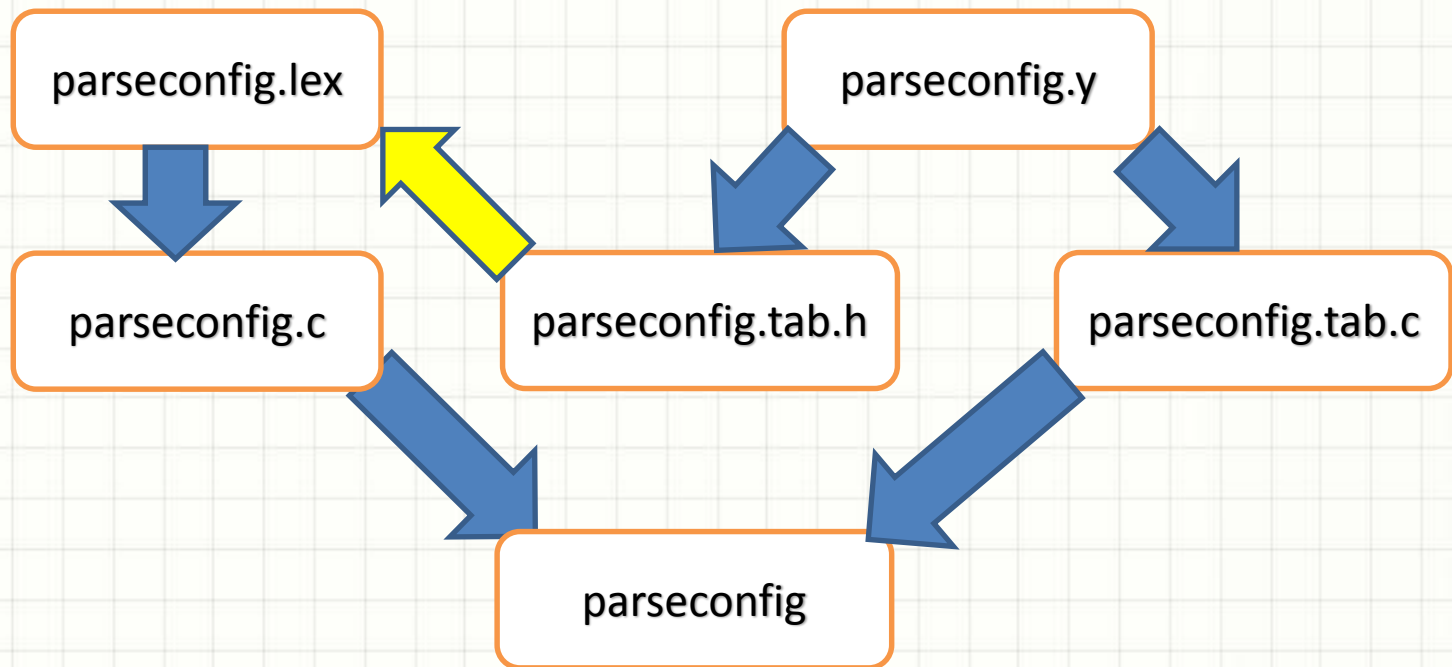 parseconfig.lex
parseconfig.y
parseconfig.c
parseconfig.tab.h
parseconfig.tab.c
parseconfig